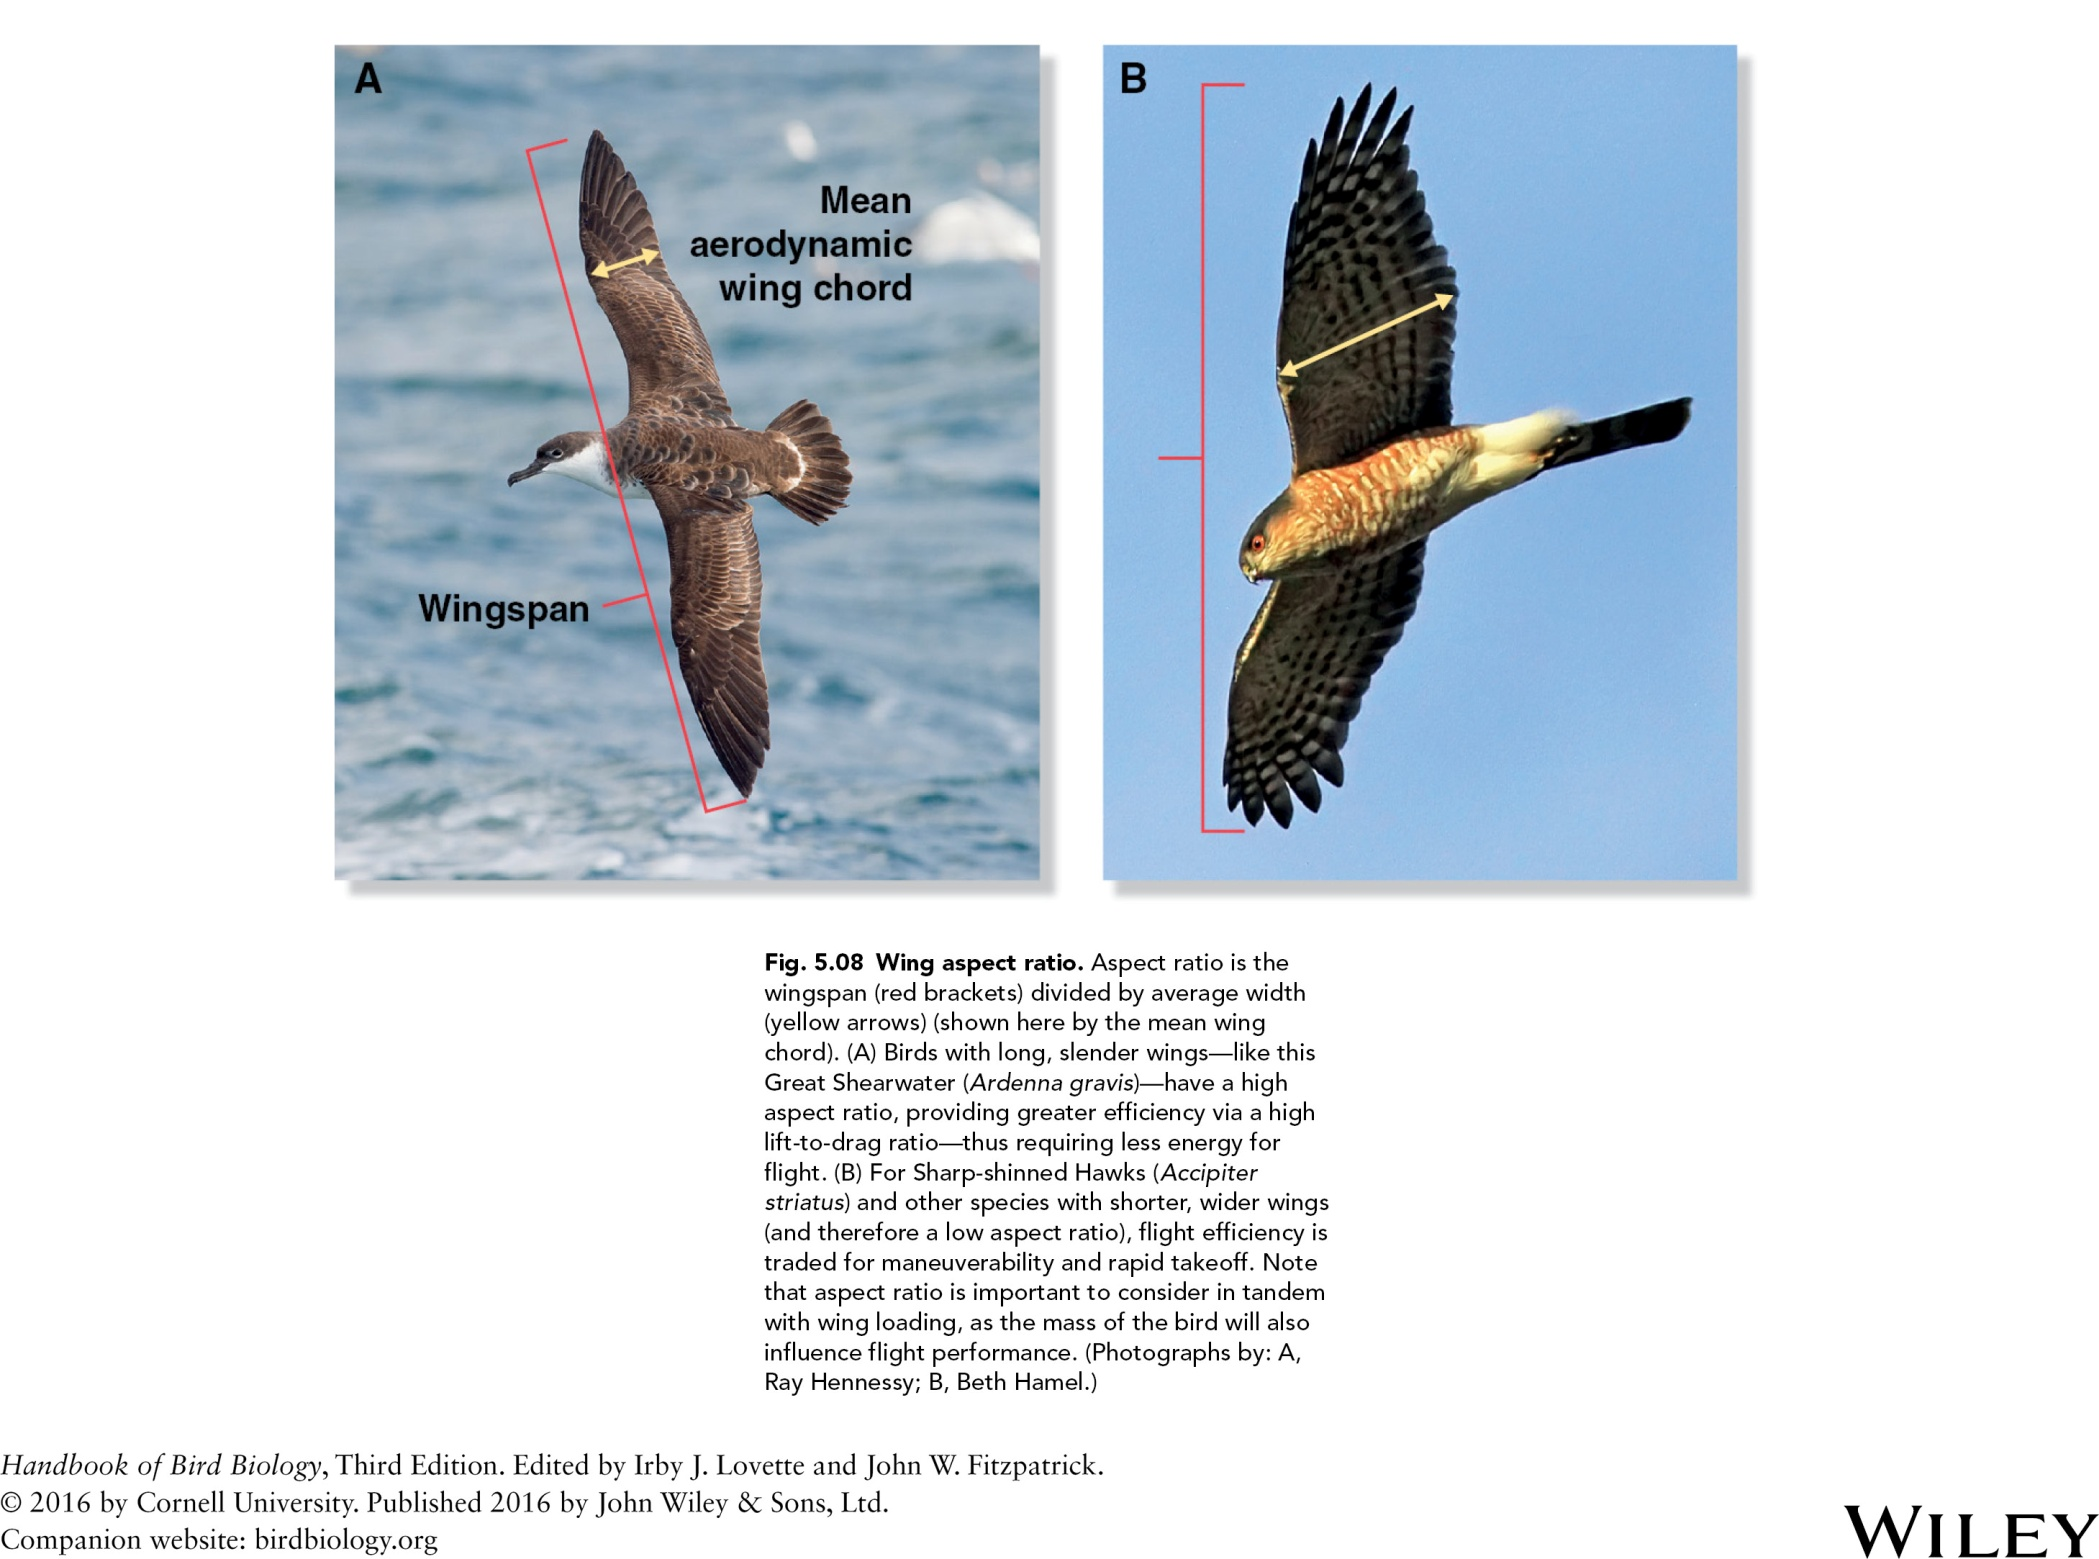 A
Mean
aerodynamic
wing chord
Wingspan
B
Fig. 5.08 Wing aspect ratio. Aspect ratio is the
wingspan (red brackets) divided by average width
(yellow arrows) (shown here by the mean wing
chord). (A) Birds with long, slender wings—like this
Great Shearwater (Ardenna gravis)—have a high
aspect ratio, providing greater efficiency via a high
lift-to-drag ratio—thus requiring less energy for
flight. (B) For Sharp-shinned Hawks (Accipiter
striatus) and other species with shorter, wider wings
(and therefore a low aspect ratio), flight efficiency is
traded for maneuverability and rapid takeoff. Note
that aspect ratio is important to consider in tandem
with wing loading, as the mass of the bird will also
influence flight performance. (Photographs by: A,
Ray Hennessy; B, Beth Hamel.)
Handbook of Bird Biology, Third Edition. Edited by Irby J. Lovette and John W. Fitzpatrick.
© 2016 by Cornell University. Published 2016 by John Wiley & Sons, Ltd.
Companion website: birdbiology.org
WILEY